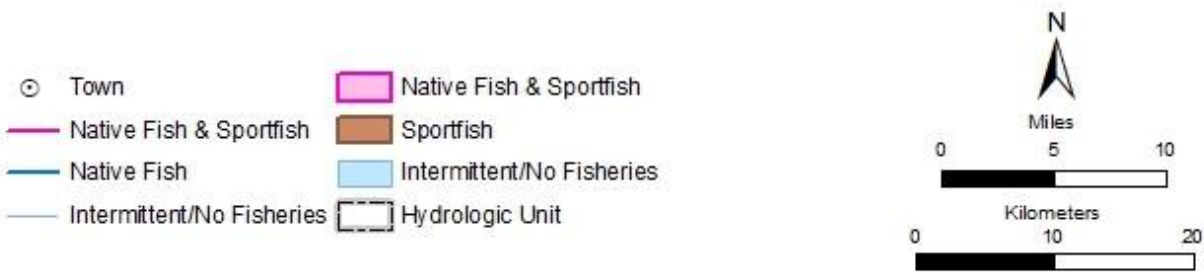 N
Town
Native Fish & Sportfish
Native Fish & Sportfish
Sportfish
Native Fish
Intermittent/No Fisheries
Intermittent/No Fisheries
Hydrologic Unit
Miles
0 5 10
Kilometers
0 10 20